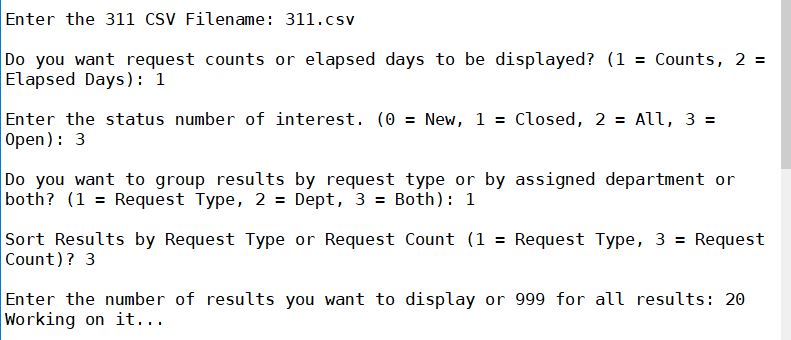 Enter the 311 CSV Filename: 311.csv
Do you want request counts or elapsed days to be displayed? (1 = Counts, 2 =
Elapsed Days): 1
Enter the status number of interest. (0 = New, 1 = Closed, 2 = All, 3 =
Open): 3
Do you want to group results by request type or by assigned department or
both? (1 = Request Type, 2 = Dept, 3 = Both): 1
Sort Results by Request Type or Request Count (1 = Request Type, 3 = Request
Count)? 3
Enter the number of results you want to display or 999 for all results: 20
Working on it...